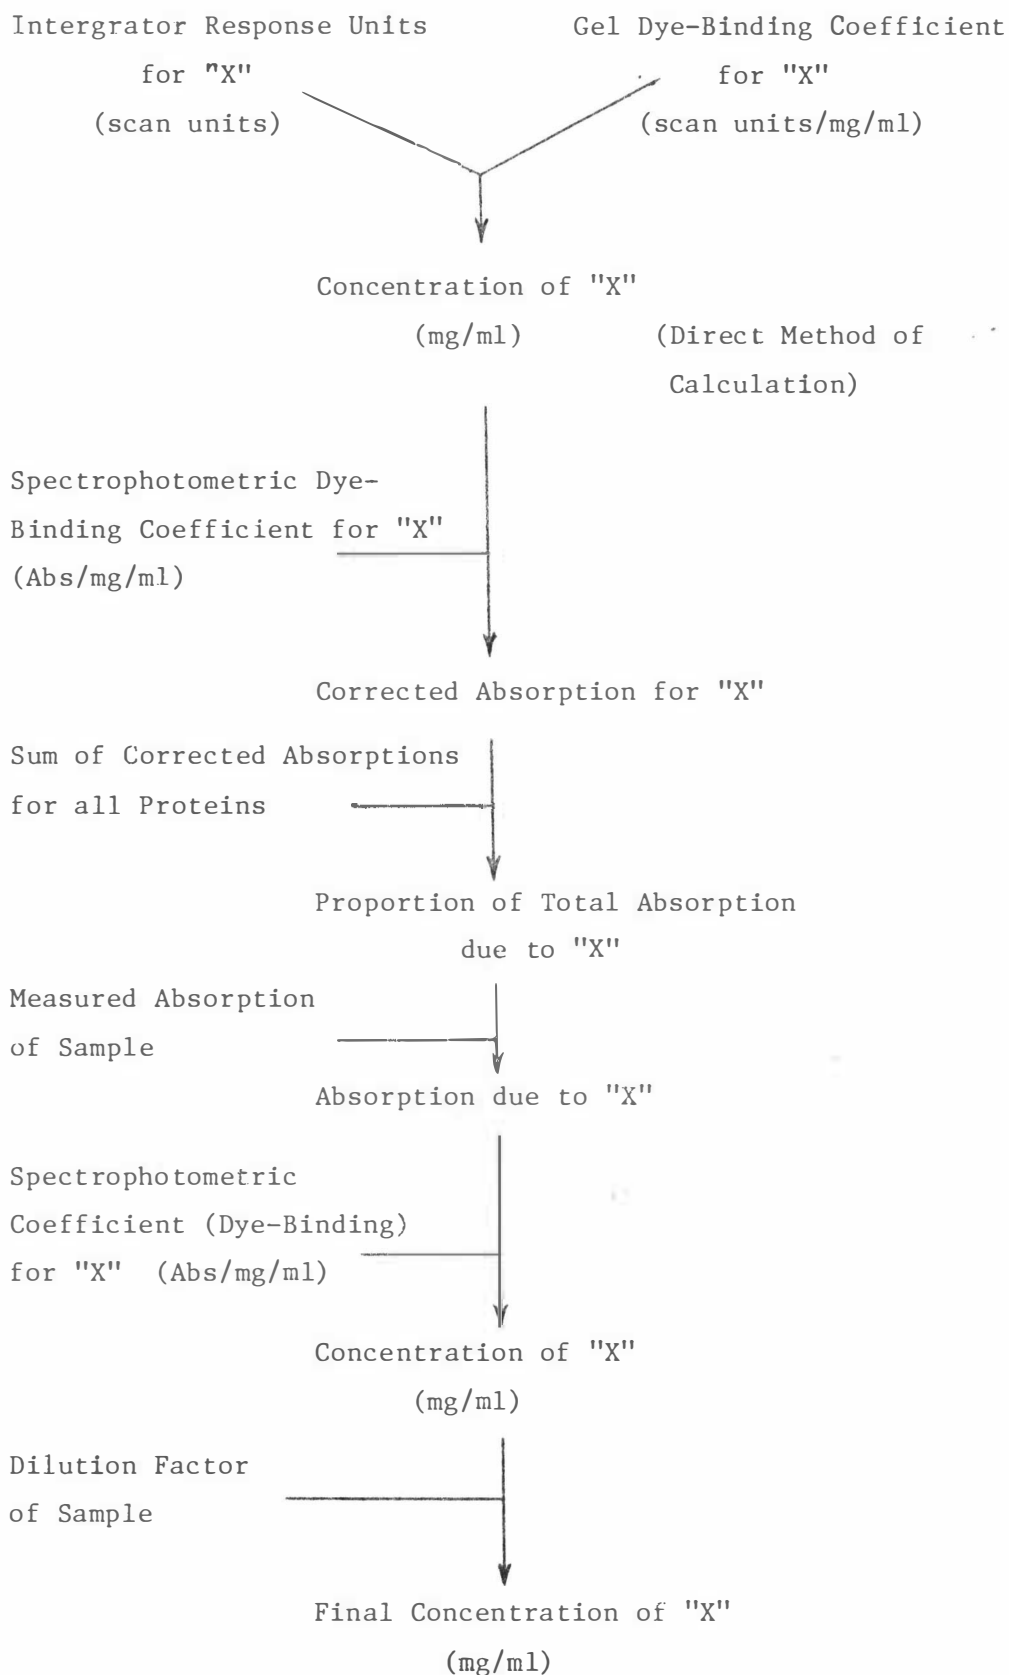 Intergrator Response Units
for "X"
(scan units)
Gel Dye-Binding Coefficient
for "X"
(scan units/mg/ml)
Concentration of "X"
(mg/ml)
(Direct Method of
Calculation)
Spectrophotometric Dye-
Binding Coefficient for "X"
(Abs/mg/ml)
Corrected Absorption for "X"
Sum of Corrected Absorptions
for all Proteins
Proportion of Total Absorption
due to "X"
Measured Absorption
of Sample
Absorption due to "X"
Spectrophotometric
Coefficient (Dye-Binding)
for "X" (Abs/mg/ml)
Concentration of "X"
(mg/ml)
Dilution Factor
of Sample
Final Concentration of "X"
(mg/ml)